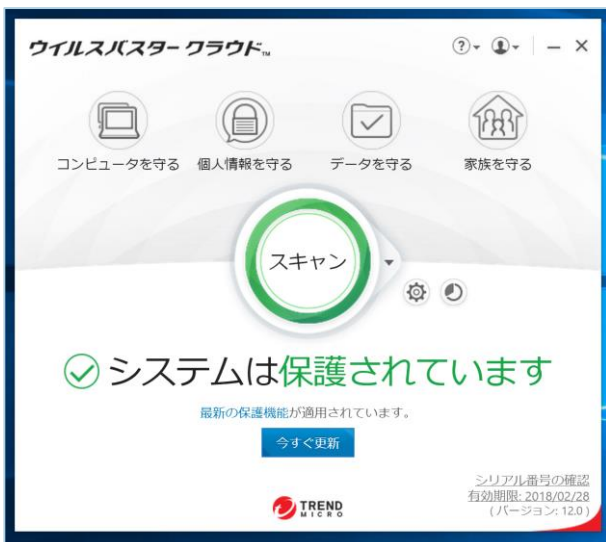 ウイルスバスター クラウド™
コンピュータを守る 個人情報を守る データを守る 家族を守る
スキャン
システムは保護されています
最新の保護機能が適用されています。
今すぐ更新
シリアル番号の確認
有効期限: 2018/02/28
(バージョン: 12.0)
TREND
MICRO